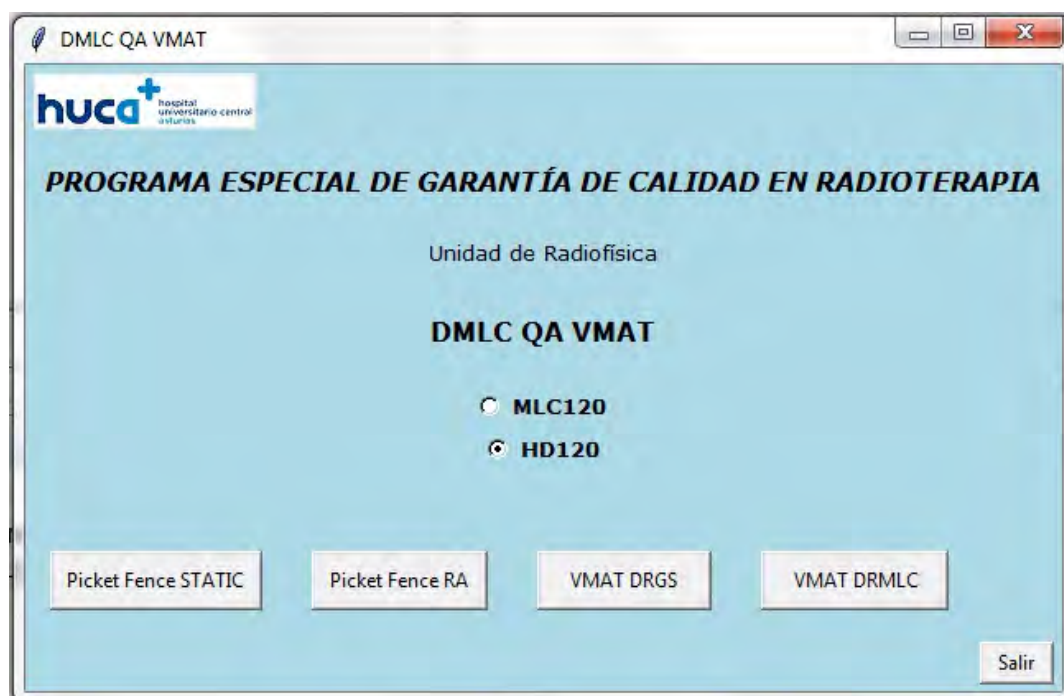 DMLC QA VMAT
huca+ hospital
universitario central
asturias
PROGRAMA ESPECIAL DE GARANTÍA DE CALIDAD EN RADIOTERAPIA
Unidad de Radiofísica
DMLC QA VMAT
MLC120
HD120
Picket Fence STATIC Picket Fence RA VMAT DRGS VMAT DRMLC
Salir